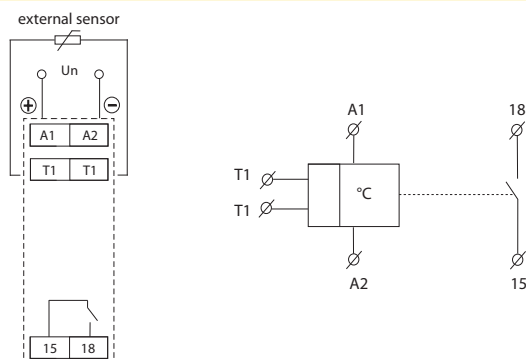 external sensor
Un
+ −
A1 A2
T1 T1
15 18
A1 18
T1
°C
T1
A2 15